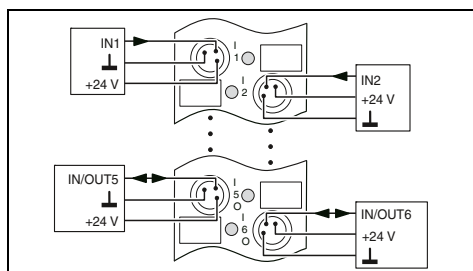 IN1
+24 V
I
1
I
2
IN2
+24 V
IN/OUT5
+24 V
I
5
O
I
6
O
IN/OUT6
+24 V